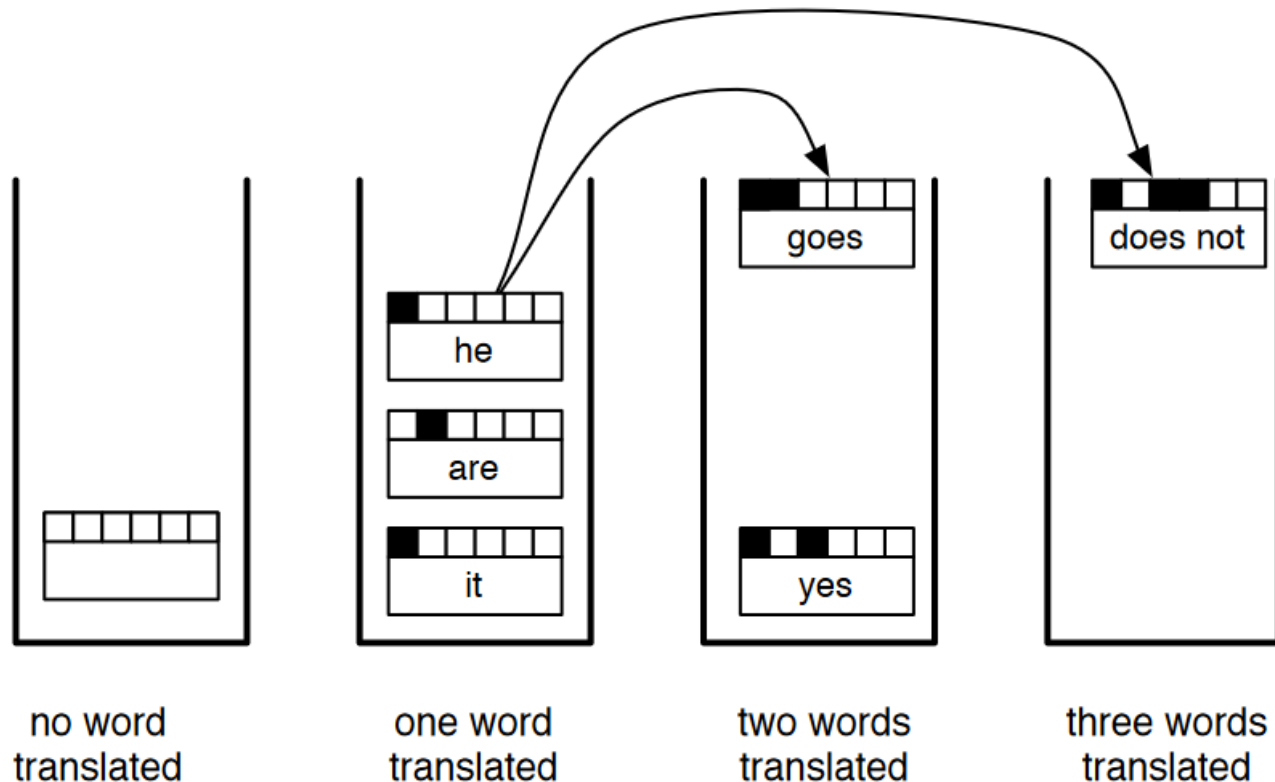 goes
does not
he
are
it
yes
no word
translated
one word
translated
two words
translated
three words
translated